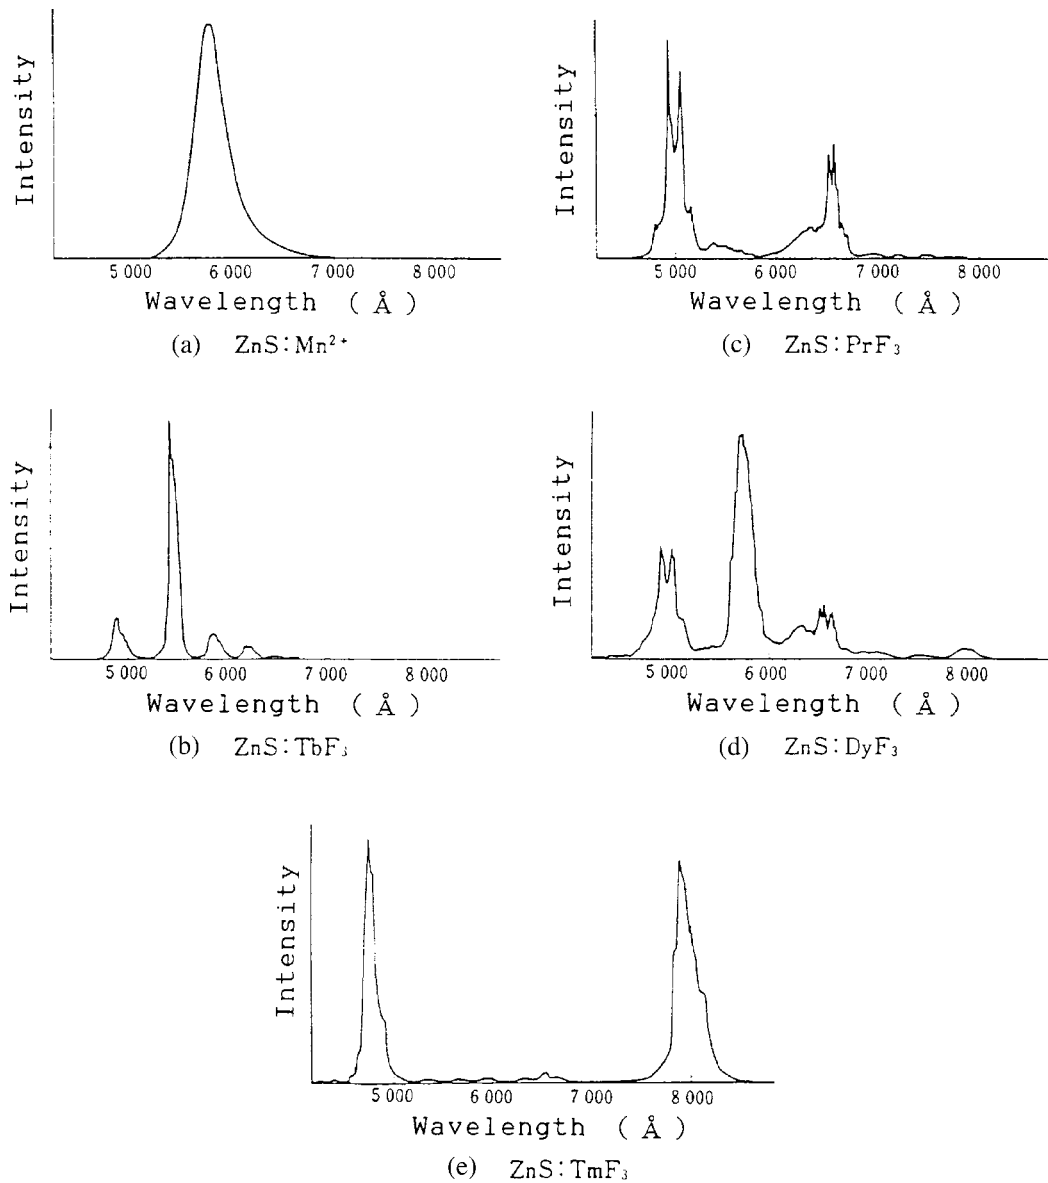 Intensity
5 000 6 000 7 000 8 000
Wavelength ( Å )
(a) ZnS:Mn²⁺
Intensity
5 000 6 000 7 000 8 000
Wavelength ( Å )
(c) ZnS:PrF₃
Intensity
5 000 6 000 7 000 8 000
Wavelength ( Å )
(b) ZnS:TbF₃
Intensity
5 000 6 000 7 000 8 000
Wavelength ( Å )
(d) ZnS:DyF₃
Intensity
5 000 6 000 7 000 8 000
Wavelength ( Å )
(e) ZnS:TmF₃